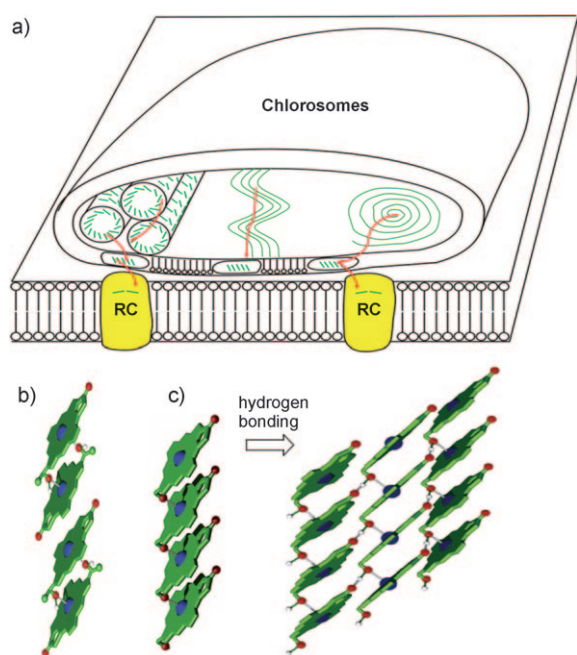 a)
Chlorosomes
RC
RC
b)
c)
hydrogen
bonding